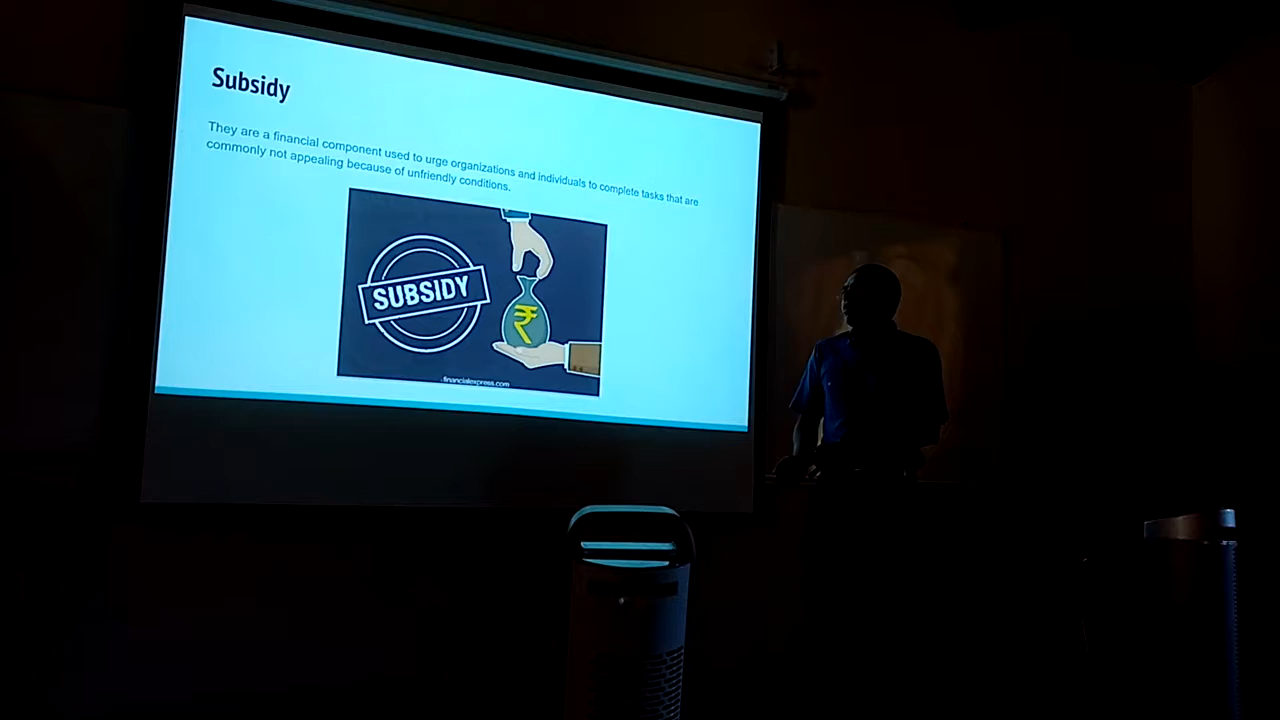 Subsidy
They are a financial component used to urge organizations and individuals to complete tasks that are
commonly not appealing because of unfriendly conditions.
SUBSIDY
₹
.financialexpress.com